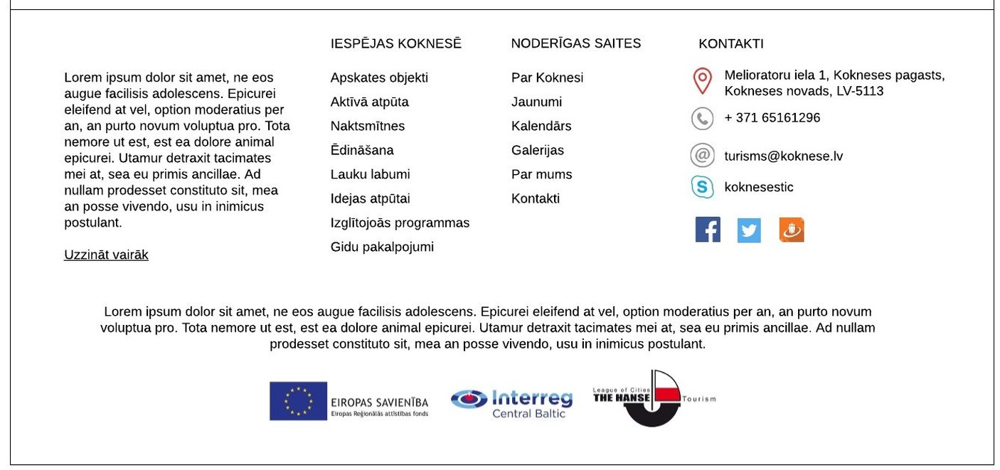 Lorem ipsum dolor sit amet, ne eos
augue facilisis adolescens. Epicurei
eleifend at vel, option moderatius per
an, an purto novum voluptua pro. Tota
nemore ut est, est ea dolore animal
epicurei. Utamur detraxit tacimates
mei at, sea eu primis ancillae. Ad
nullam prodesset constituto sit, mea
an posse vivendo, usu in inimicus
postulant.
Uzzināt vairāk
IESPĒJAS KOKNESĒ
Apskates objekti
Aktīvā atpūta
Naktsmītnes
Ēdināšana
Lauku labumi
Idejas atpūtai
Izglītojoās programmas
Gidu pakalpojumi
NODERĪGAS SAITES
Par Koknesi
Jaunumi
Kalendārs
Galerijas
Par mums
Kontakti
KONTAKTI
Melioratoru iela 1, Kokneses pagasts,
Kokneses novads, LV-5113
+ 371 65161296
@ turisms@koknese.lv
S koknesestic
f
Lorem ipsum dolor sit amet, ne eos augue facilisis adolescens. Epicurei eleifend at vel, option moderatius per an, an purto novum
voluptua pro. Tota nemore ut est, est ea dolore animal epicurei. Utamur detraxit tacimates mei at, sea eu primis ancillae. Ad nullam
prodesset constituto sit, mea an posse vivendo, usu in inimicus postulant.
EIROPAS SAVIENĪBA
Eiropas Reģionālās attīstības fonds
Interreg
Central Baltic
League of Cities
THE HANSE
Tourism